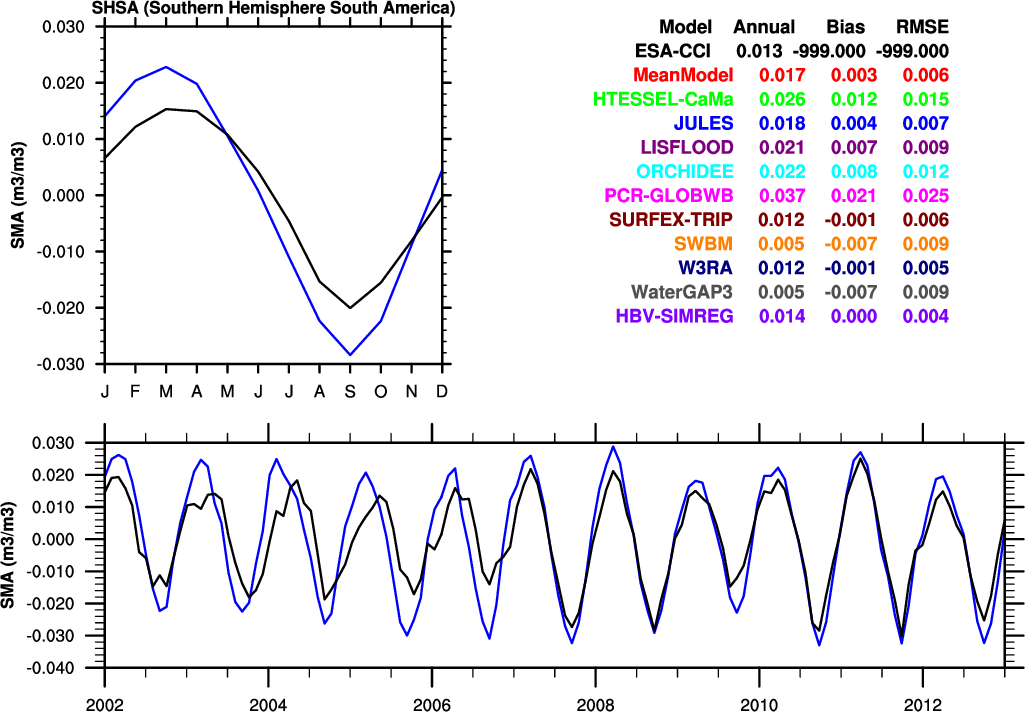 SHSA (Southern Hemisphere South America)
0.030
0.020
0.010
0.000
-0.010
-0.020
-0.030
SMA (m3/m3)
J F M A M J J A S O N D
Model Annual Bias RMSE
ESA-CCI 0.013 -999.000 -999.000
MeanModel 0.017 0.003 0.006
HTESSEL-CaMa 0.026 0.012 0.015
JULES 0.018 0.004 0.007
LISFLOOD 0.021 0.007 0.009
ORCHIDEE 0.022 0.008 0.012
PCR-GLOBWB 0.037 0.021 0.025
SURFEX-TRIP 0.012 -0.001 0.006
SWBM 0.005 -0.007 0.009
W3RA 0.012 -0.001 0.005
WaterGAP3 0.005 -0.007 0.009
HBV-SIMREG 0.014 0.000 0.004
0.030
0.020
0.010
0.000
-0.010
-0.020
-0.030
-0.040
SMA (m3/m3)
2002 2004 2006 2008 2010 2012